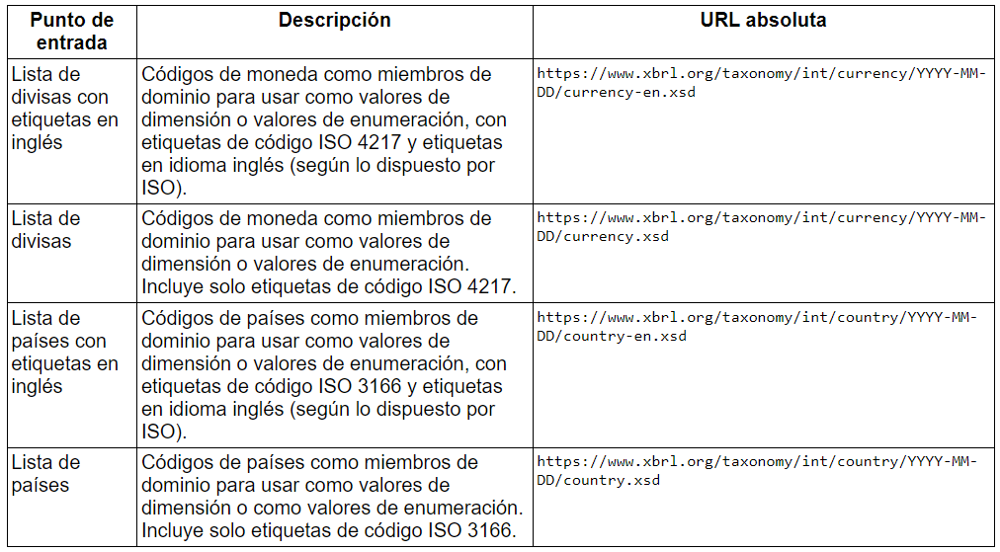 Punto de
entrada
Descripción
URL absoluta
Lista de
divisas con
etiquetas en
inglés
Códigos de moneda como miembros de
dominio para usar como valores de
dimensión o valores de enumeración, con
etiquetas de código ISO 4217 y etiquetas
en idioma inglés (según lo dispuesto por
ISO).
https://www.xbrl.org/taxonomy/int/currency/YYYY-MM-
DD/currency-en.xsd
Lista de
divisas
Códigos de moneda como miembros de
dominio para usar como valores de
dimensión o valores de enumeración.
Incluye solo etiquetas de código ISO 4217.
https://www.xbrl.org/taxonomy/int/currency/YYYY-MM-
DD/currency.xsd
Lista de
países con
etiquetas en
inglés
Códigos de países como miembros de
dominio para usar como valores de
dimensión o valores de enumeración, con
etiquetas de código ISO 3166 y etiquetas
en idioma inglés (según lo dispuesto por
ISO).
https://www.xbrl.org/taxonomy/int/country/YYYY-MM-
DD/country-en.xsd
Lista de
países
Códigos de países como miembros de
dominio para usar como valores de
dimensión o como valores de enumeración.
Incluye solo etiquetas de código ISO 3166.
https://www.xbrl.org/taxonomy/int/country/YYYY-MM-
DD/country.xsd